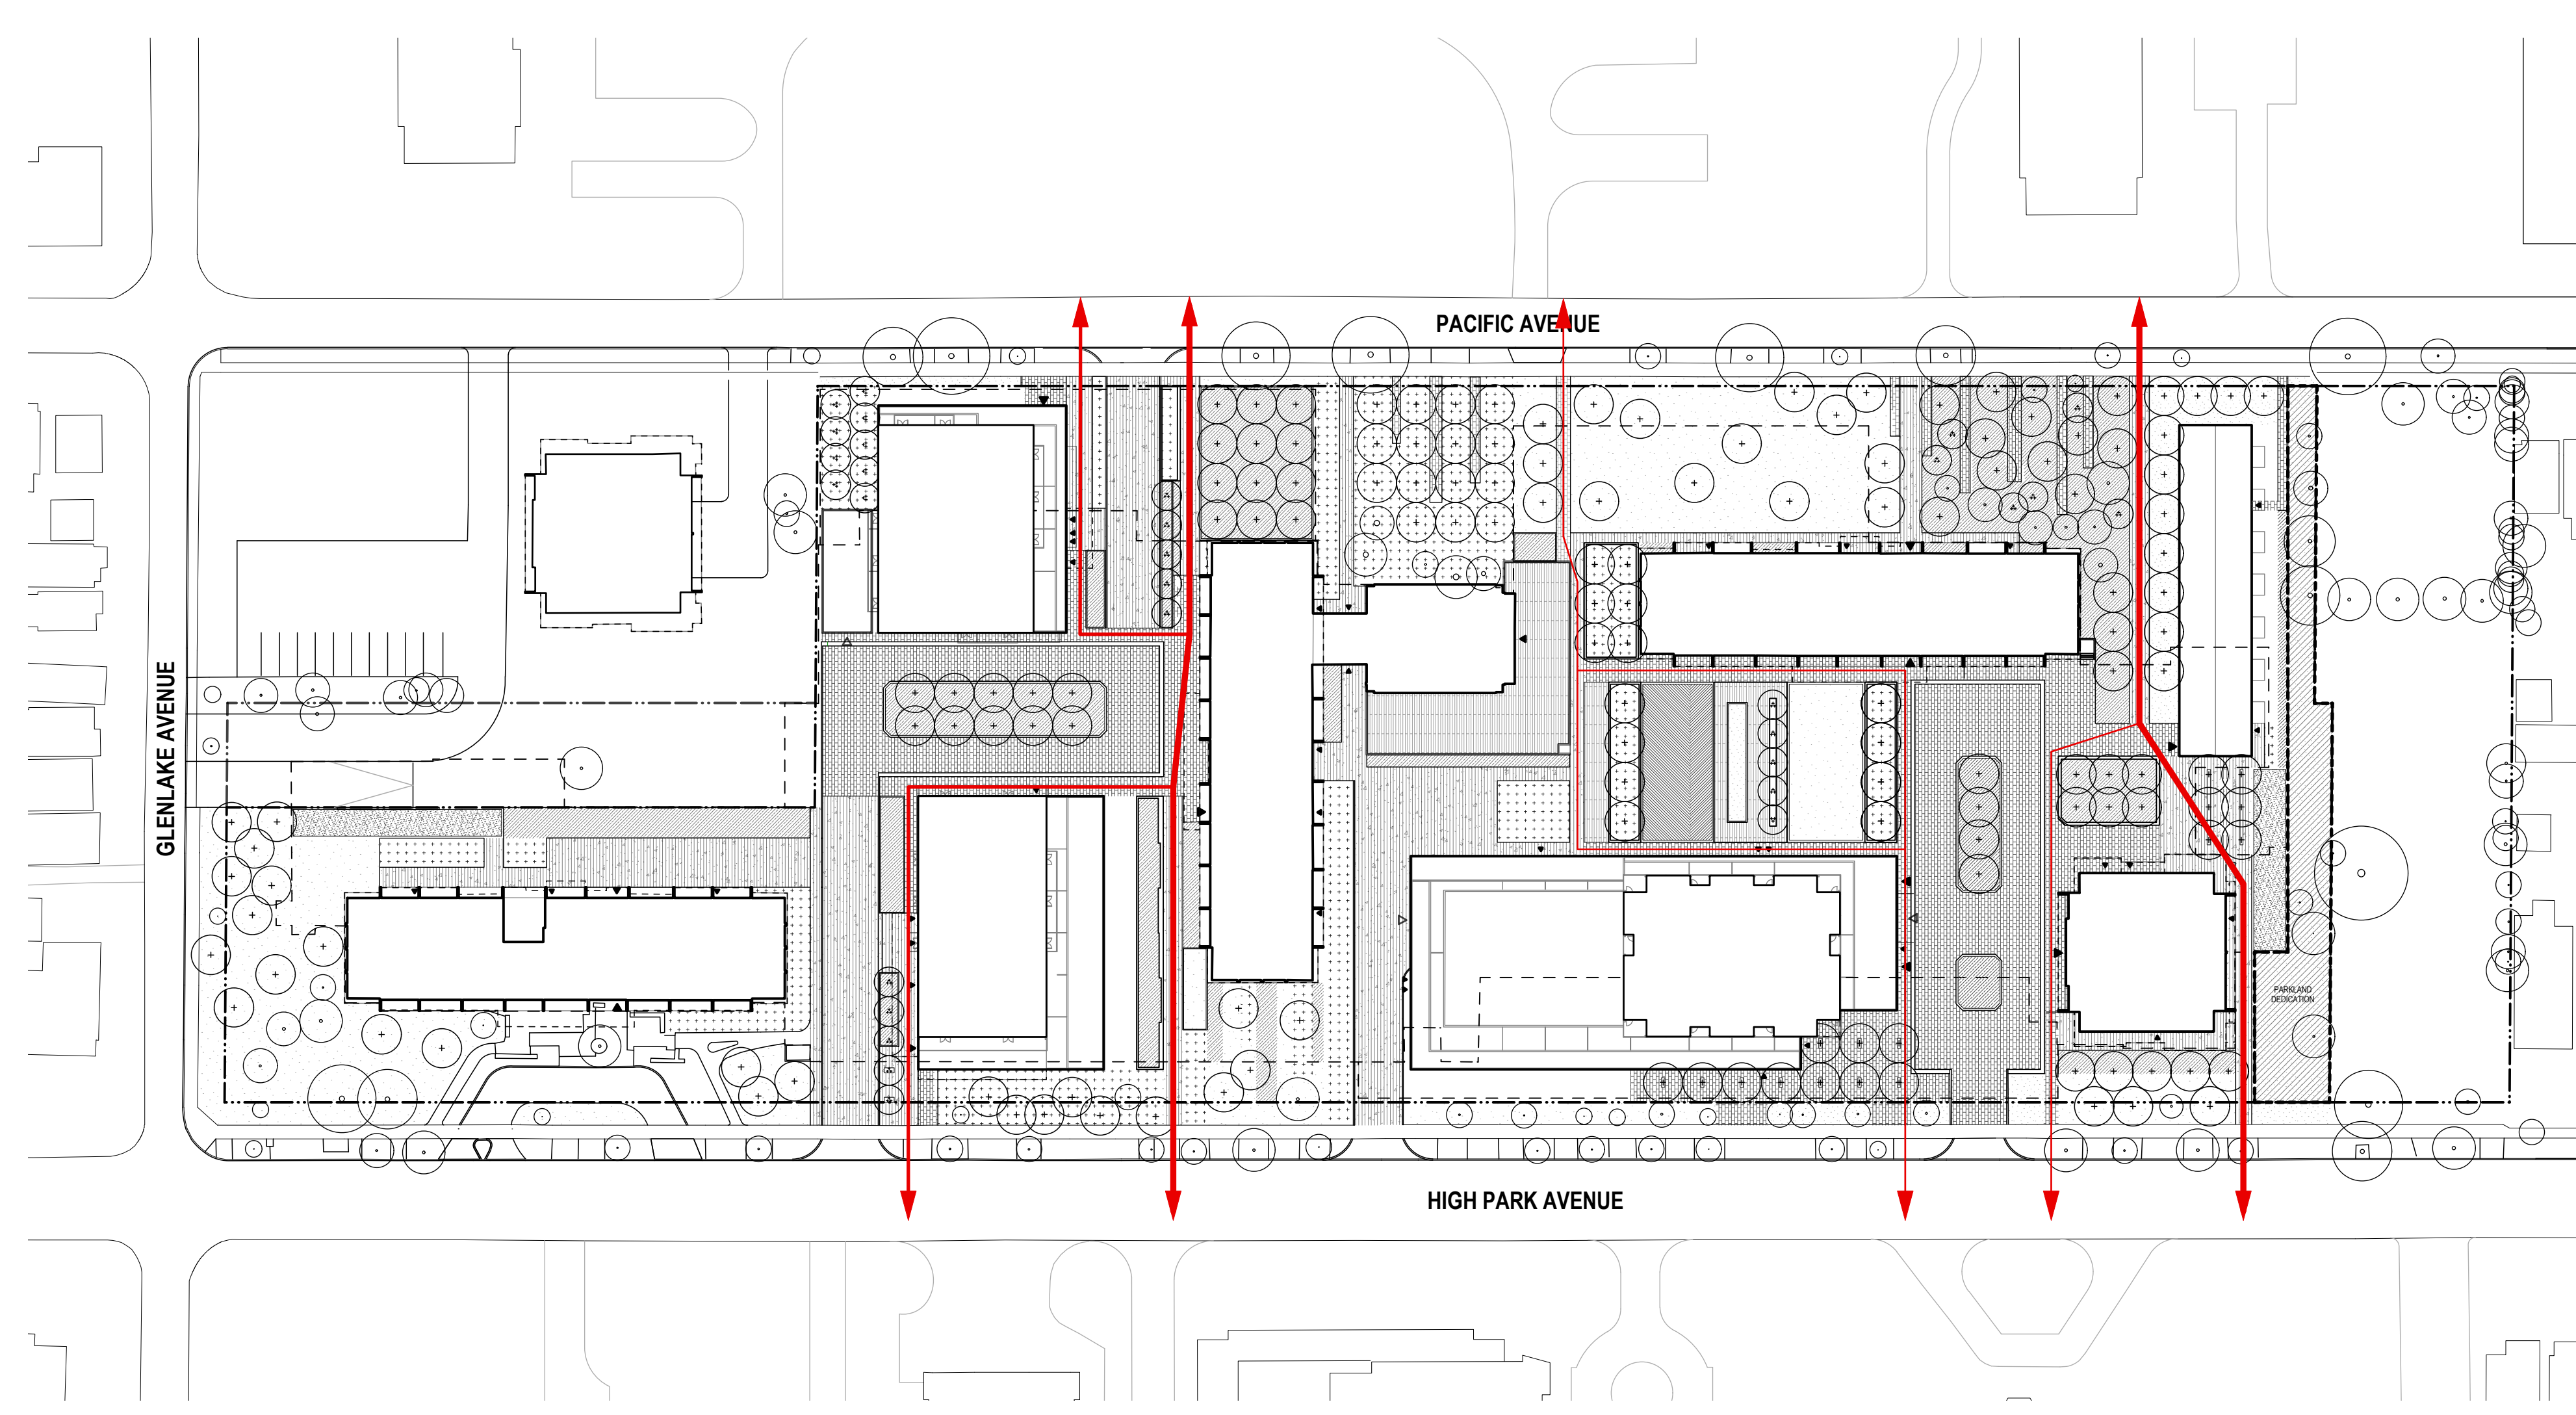 PACIFIC AVENUE
GLENLAKE AVENUE
PARKLAND
DEDICATION
HIGH PARK AVENUE